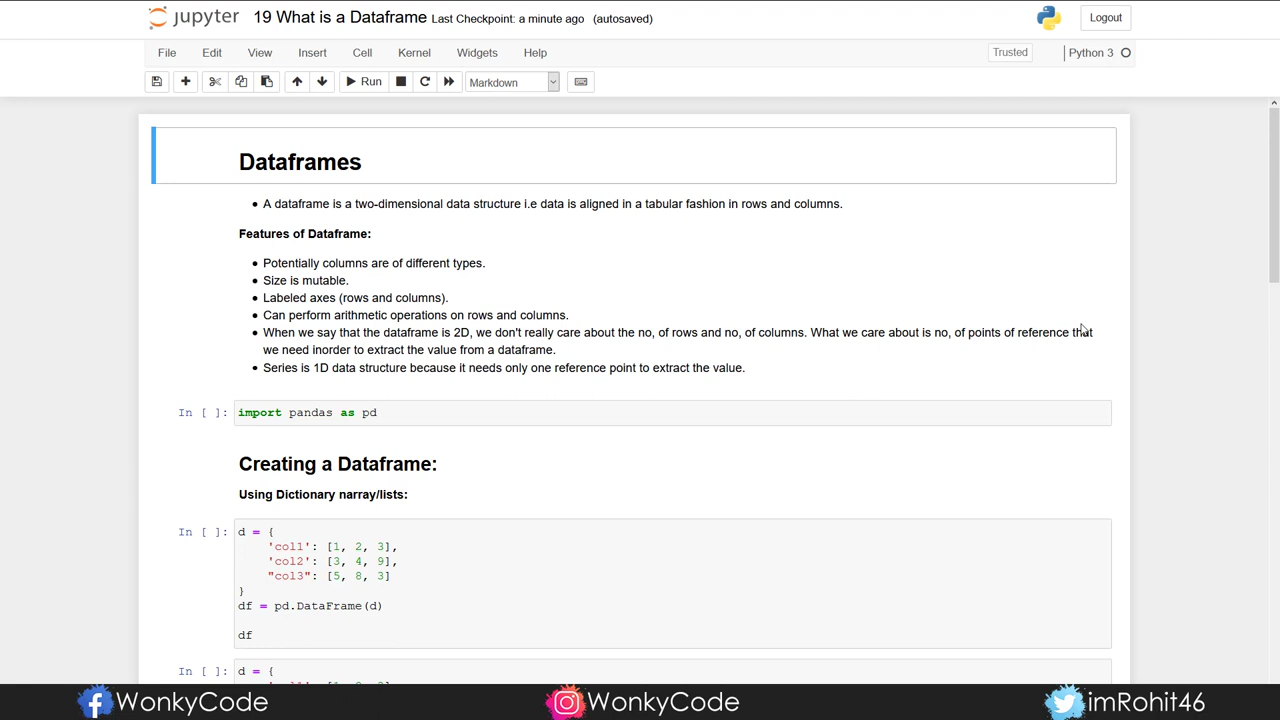 jupyter 19 What is a Dataframe Last Checkpoint: a minute ago (autosaved) Logout
File Edit View Insert Cell Kernel Widgets Help Trusted Python 3
Run Markdown
Dataframes
A dataframe is a two-dimensional data structure i.e data is aligned in a tabular fashion in rows and columns.
Features of Dataframe:
Potentially columns are of different types.
Size is mutable.
Labeled axes (rows and columns).
Can perform arithmetic operations on rows and columns.
When we say that the dataframe is 2D, we don't really care about the no, of rows and no, of columns. What we care about is no, of points of reference that
we need inorder to extract the value from a dataframe.
Series is 1D data structure because it needs only one reference point to extract the value.
In [ ]: import pandas as pd
Creating a Dataframe:
Using Dictionary narray/lists:
In [ ]: d = {
'col1': [1, 2, 3],
'col2': [3, 4, 9],
"col3": [5, 8, 3]
}
df = pd.DataFrame(d)
df
In [ ]: d = {
WonkyCode WonkyCode imRohit46